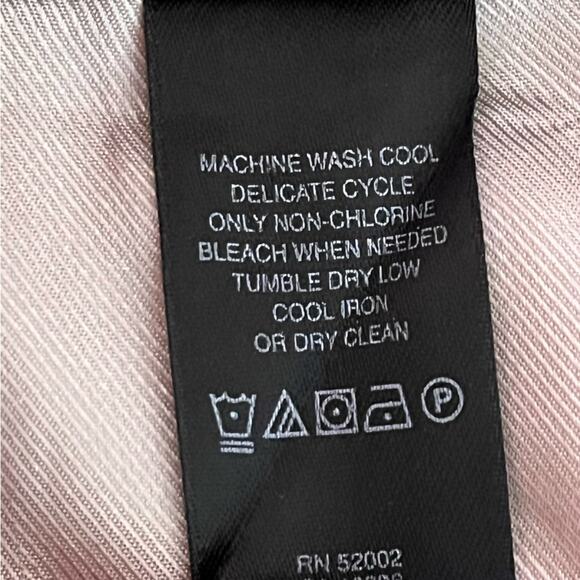 MACHINE WASH COOL
DELICATE CYCLE
ONLY NON-CHLORINE
BLEACH WHEN NEEDED
TUMBLE DRY LOW
COOL IRON
OR DRY CLEAN
P
RN 52002